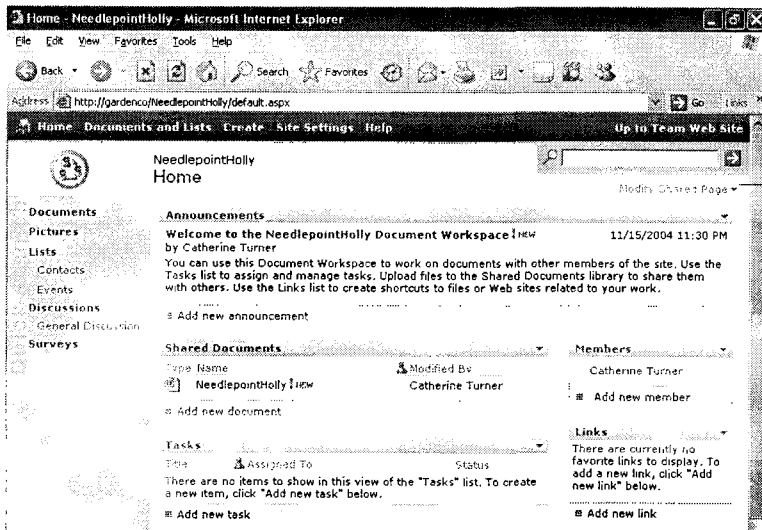 Home - NeedlepointHolly - Microsoft Internet Explorer
File Edit View Favorites Tools Help
Back Search Favorites
Address http://gardenco/NeedlepointHolly/default.aspx Go Links
Home Documents and Lists Create Site Settings Help Up to Team Web Site
NeedlepointHolly
Home
Modify Shared Page
Documents
Pictures
Lists
Contacts
Events
Discussions
General Discussion
Surveys
Announcements
Welcome to the NeedlepointHolly Document Workspace ! NEW 11/15/2004 11:30 PM
by Catherine Turner
You can use this Document Workspace to work on documents with other members of the site. Use the
Tasks list to assign and manage tasks. Upload files to the Shared Documents library to share them
with others. Use the Links list to create shortcuts to files or Web sites related to your work.
Add new announcement
Shared Documents
Type Name Modified By
NeedlepointHolly ! NEW Catherine Turner
Add new document
Tasks
Title Assigned To Status
There are no items to show in this view of the "Tasks" list. To create
a new item, click "Add new task" below.
Add new task
Members
Catherine Turner
Add new member
Links
There are currently no
favorite links to display. To
add a new link, click "Add
new link" below.
Add new link